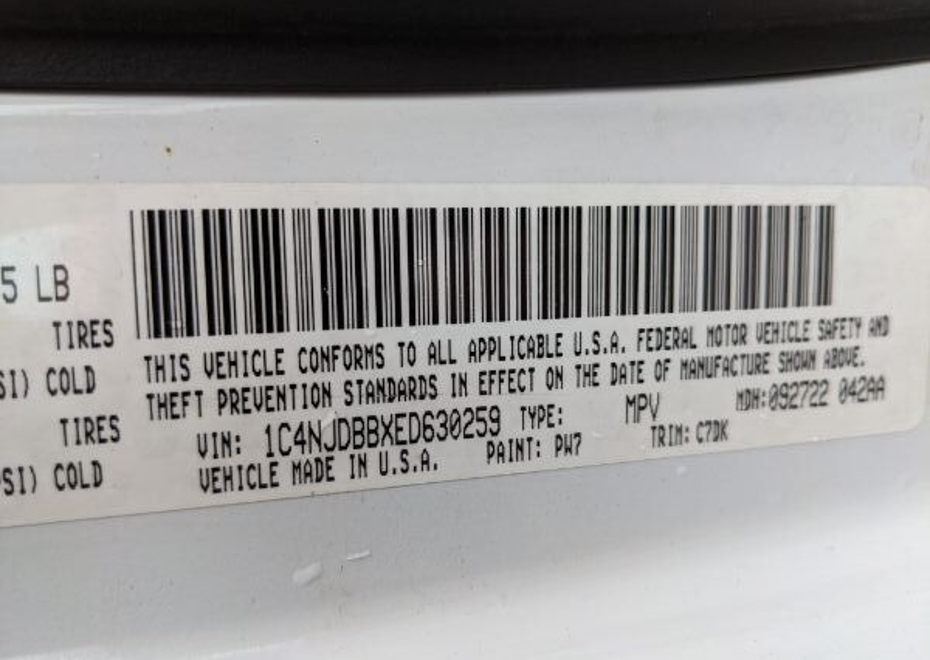 5 LB
TIRES
SI) COLD
TIRES
SI) COLD
THIS VEHICLE CONFORMS TO ALL APPLICABLE U.S.A. FEDERAL MOTOR VEHICLE SAFETY AND
THEFT PREVENTION STANDARDS IN EFFECT ON THE DATE OF MANUFACTURE SHOWN ABOVE.
VIN: 1C4NJDBBXED630259 TYPE: MPV MDH:092722 042AA
VEHICLE MADE IN U.S.A. PAINT: PW7 TRIM: C7DK